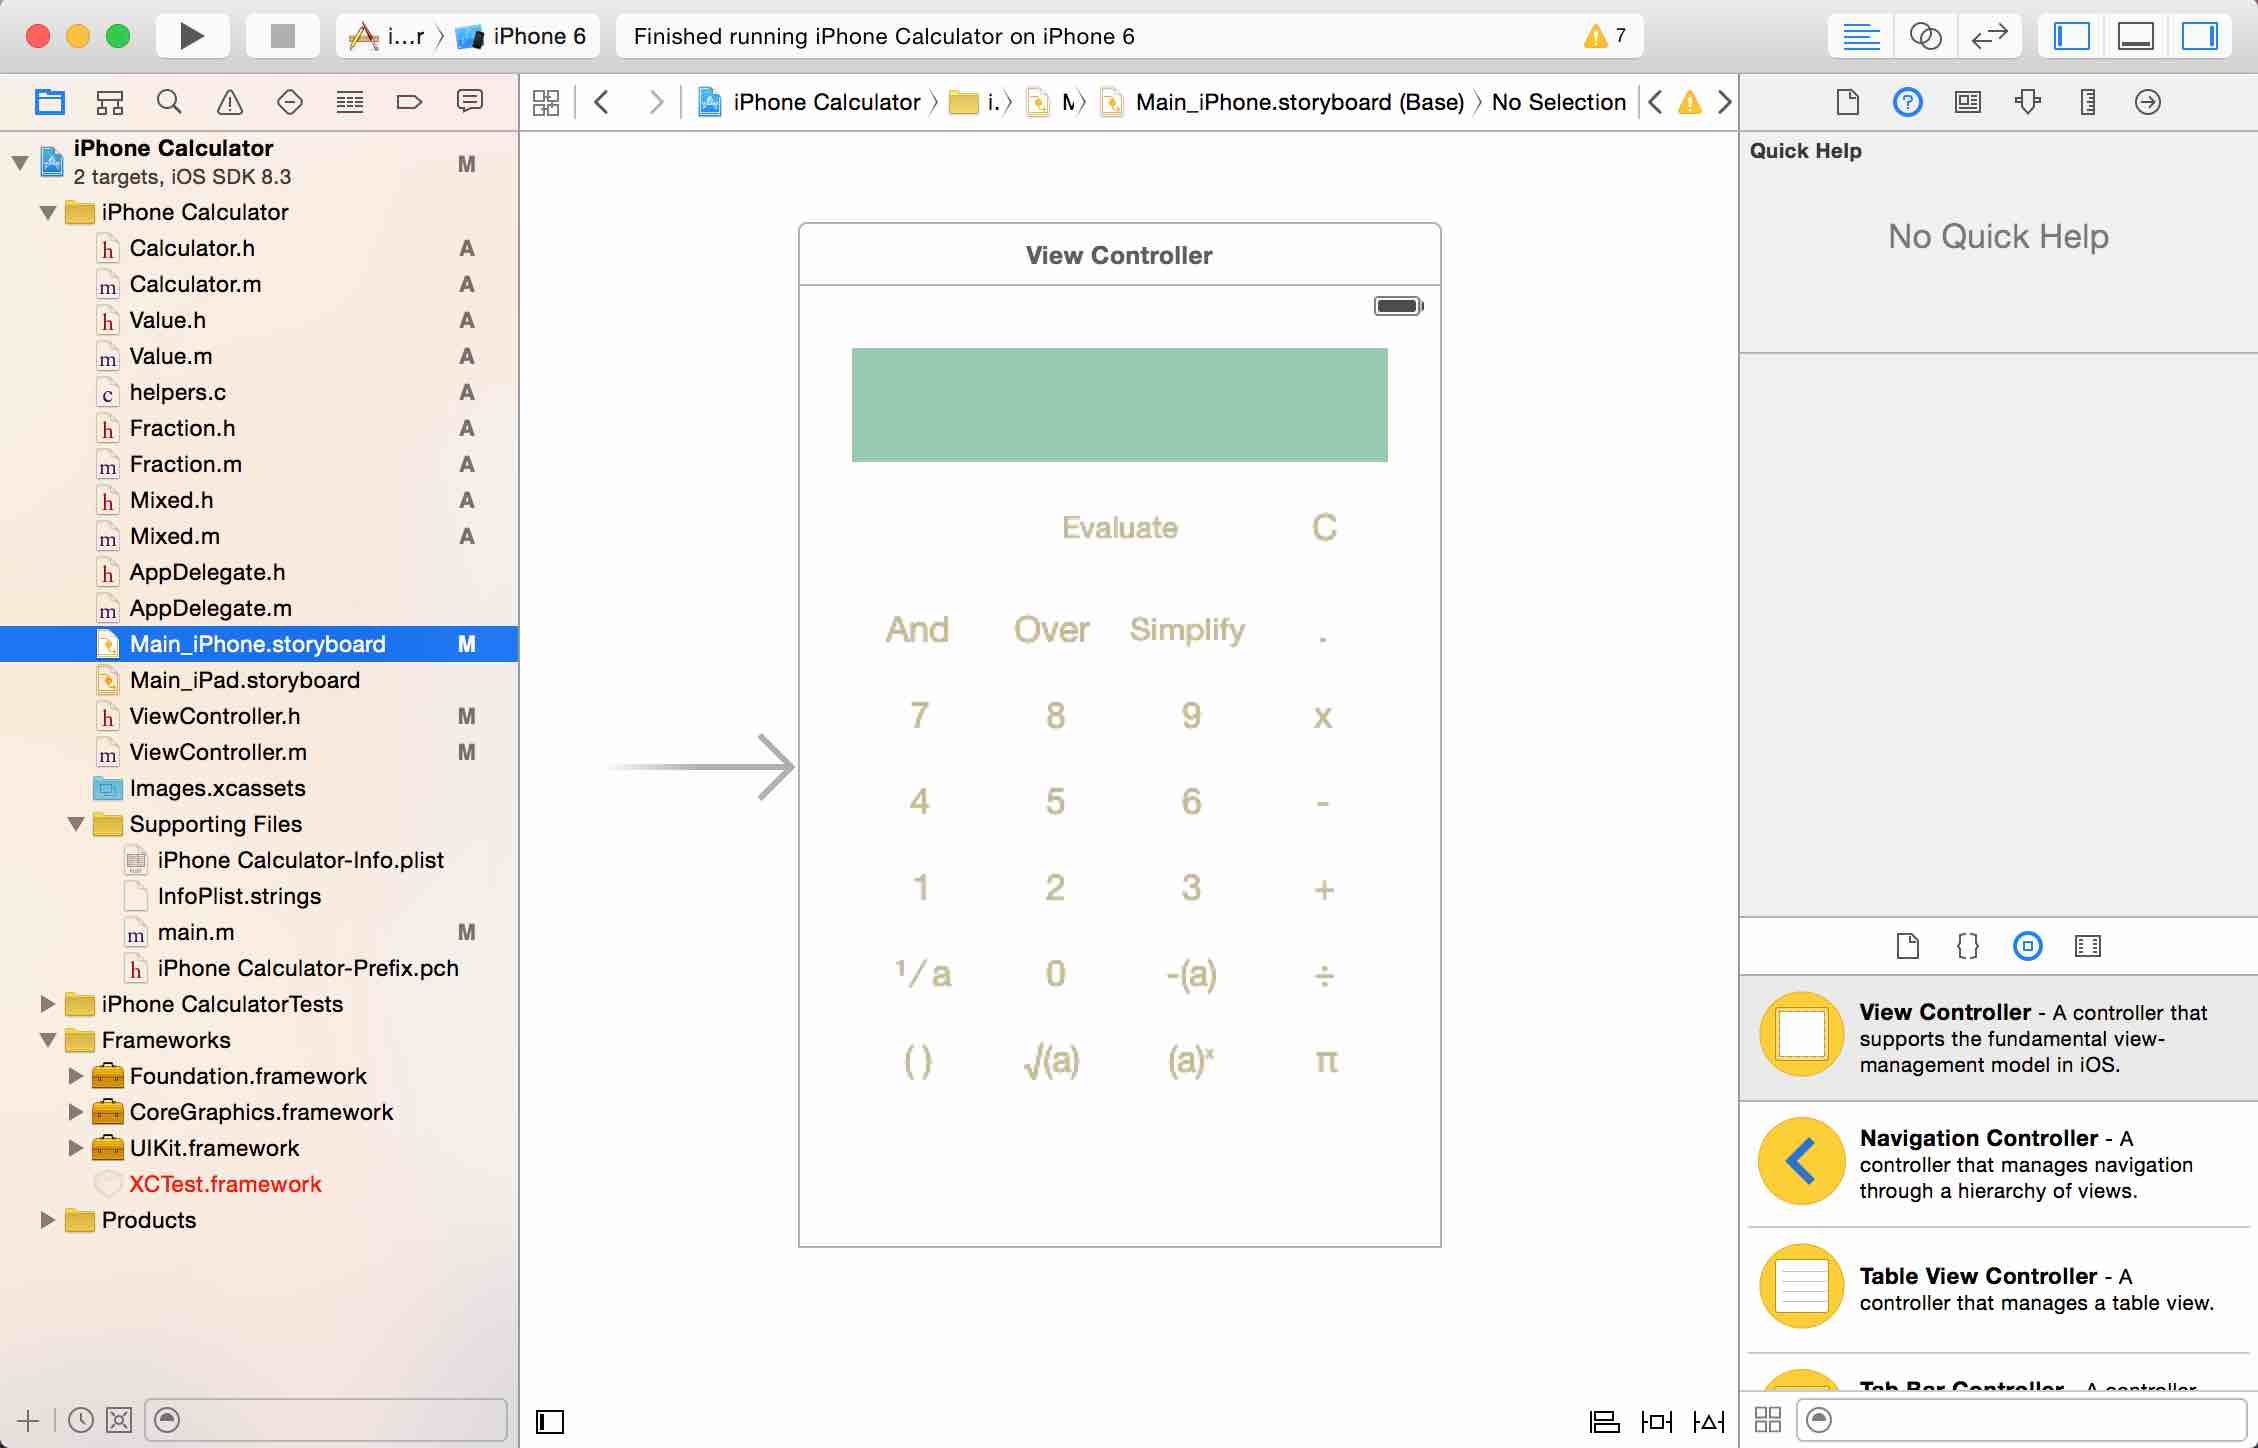 i...r
iPhone 6
Finished running iPhone Calculator on iPhone 6
7
iPhone Calculator
i.
Main_iPhone.storyboard (Base)
No Selection
iPhone Calculator
2 targets, iOS SDK 8.3
M
iPhone Calculator
Calculator.h A
Calculator.m A
Value.h A
Value.m A
helpers.c A
Fraction.h A
Fraction.m A
Mixed.h A
Mixed.m A
AppDelegate.h
AppDelegate.m
Main_iPhone.storyboard M
Main_iPad.storyboard
ViewController.h M
ViewController.m M
Images.xcassets
Supporting Files
iPhone Calculator-Info.plist
InfoPlist.strings
main.m M
iPhone Calculator-Prefix.pch
iPhone CalculatorTests
Frameworks
Foundation.framework
CoreGraphics.framework
UIKit.framework
XCTest.framework
Products
View Controller
Evaluate C
And Over Simplify .
7 8 9 x
4 5 6 -
1 2 3 +
¹/a 0 -(a) ÷
( ) √(a) (a)ˣ π
Quick Help
No Quick Help
View Controller - A controller that
supports the fundamental view-
management model in iOS.
Navigation Controller - A
controller that manages navigation
through a hierarchy of views.
Table View Controller - A
controller that manages a table view.
Tab Bar Controller - A controller